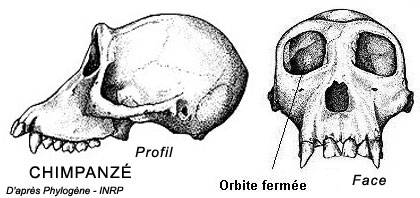 Profil
CHIMPANZÉ
D'après Phylogène - INRP
Orbite fermée
Face